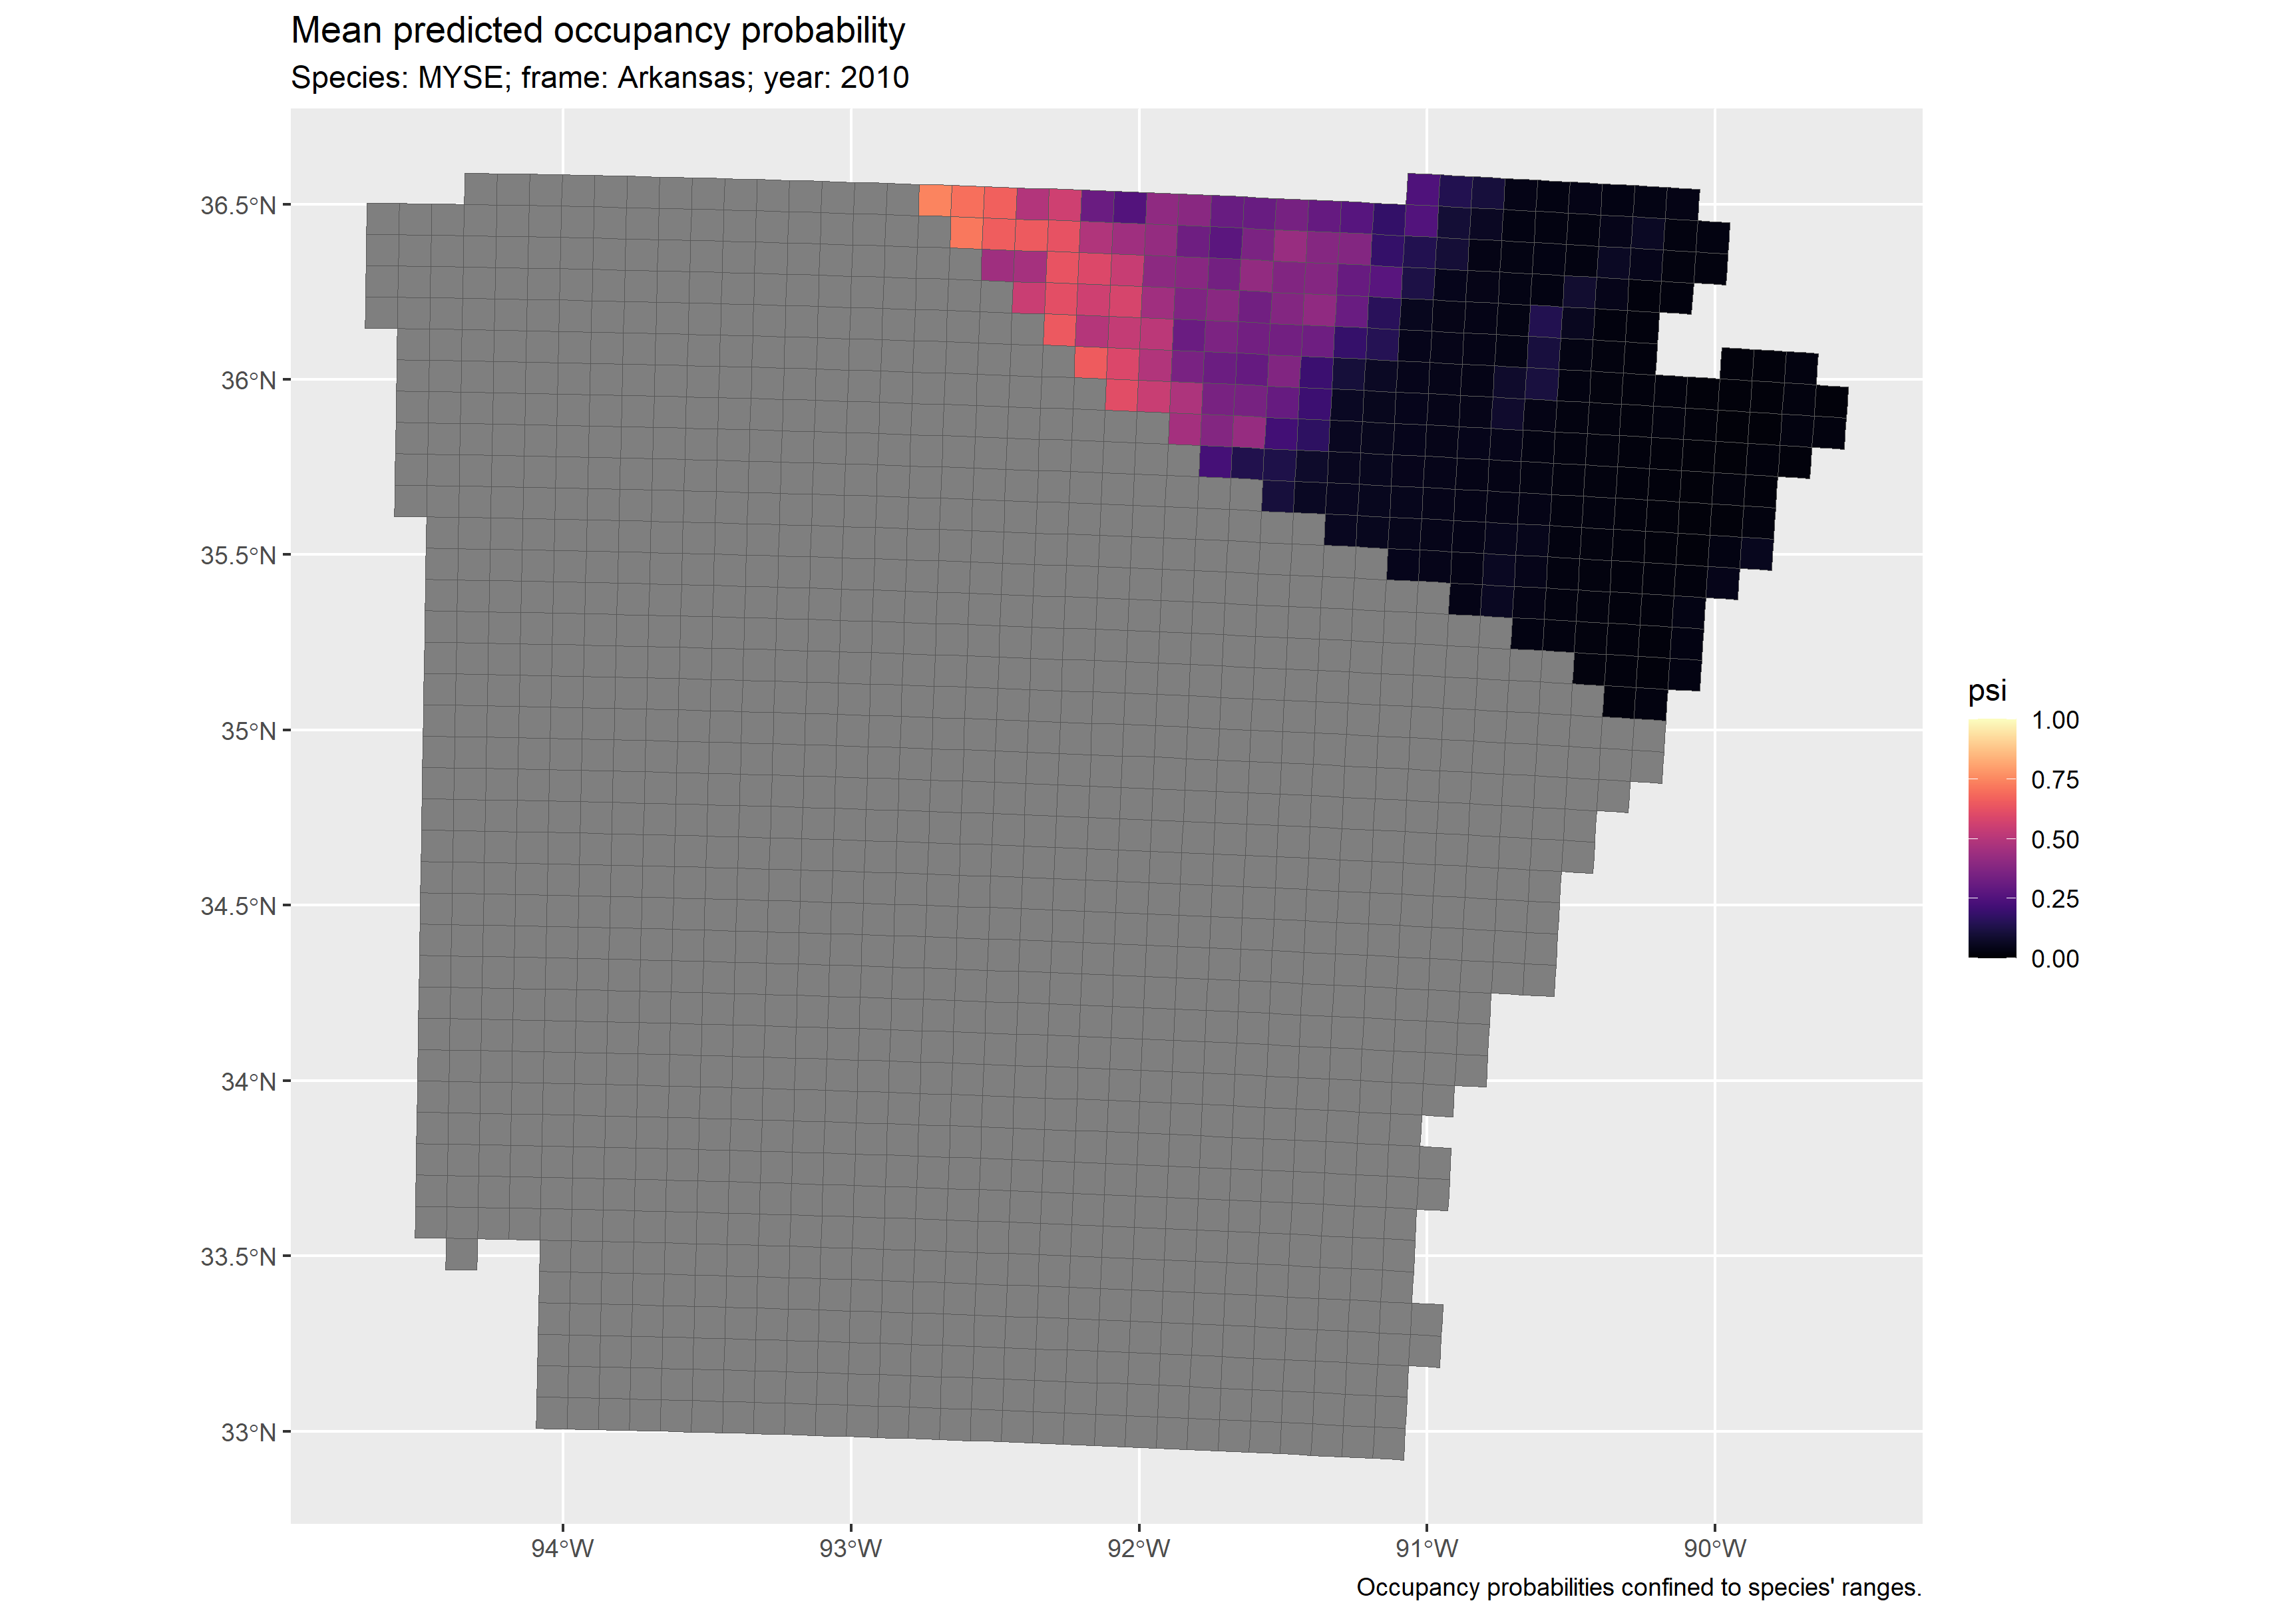 Mean predicted occupancy probability
Species: MYSE; frame: Arkansas; year: 2010
36.5°N
36°N
35.5°N
35°N
34.5°N
34°N
33.5°N
33°N
94°W
93°W
92°W
91°W
90°W
psi
1.00
0.75
0.50
0.25
0.00
Occupancy probabilities confined to species' ranges.